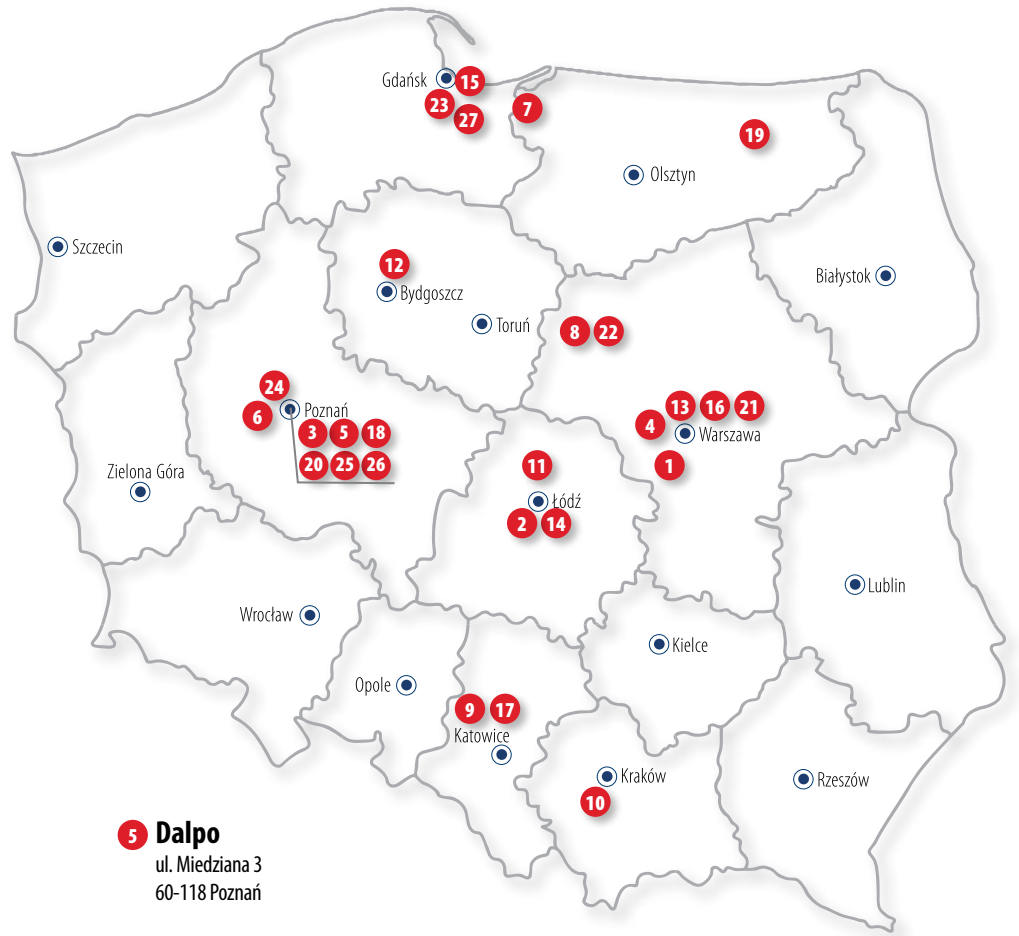 Gdańsk
15
23
27
7
19
Olsztyn
Szczecin
12
Bydgoszcz
Toruń
Białystok
8 22
24
6
Poznań
3 5 18
20 25 26
13 16 21
4
Warszawa
1
Zielona Góra
11
Łódź
2 14
Lublin
Wrocław
Kielce
Opole
9 17
Katowice
Kraków
10
Rzeszów
5 Dalpo
ul. Miedziana 3
60-118 Poznań